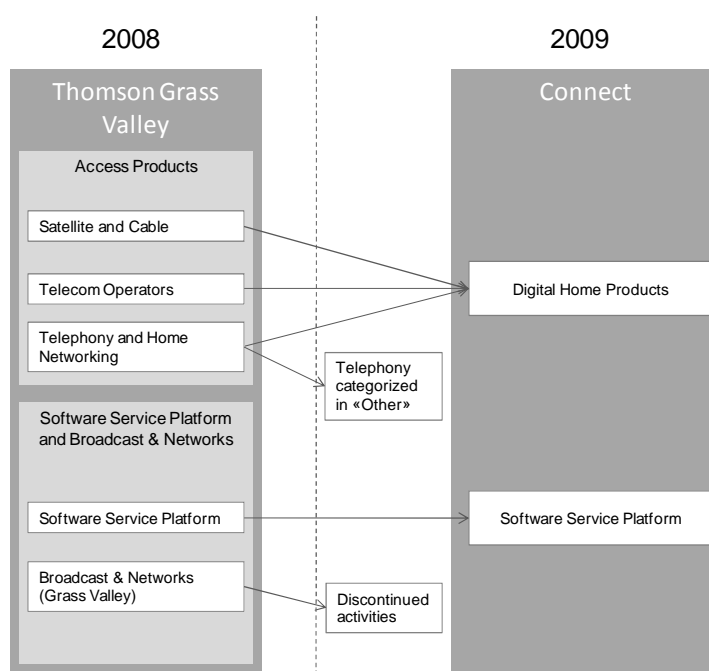 2008
2009
Thomson Grass
Valley
Connect
Access Products
Satellite and Cable
Telecom Operators
Digital Home Products
Telephony and Home
Networking
Telephony
categorized
in «Other»
Software Service Platform
and Broadcast & Networks
Software Service Platform
Software Service Platform
Broadcast & Networks
(Grass Valley)
Discontinued
activities